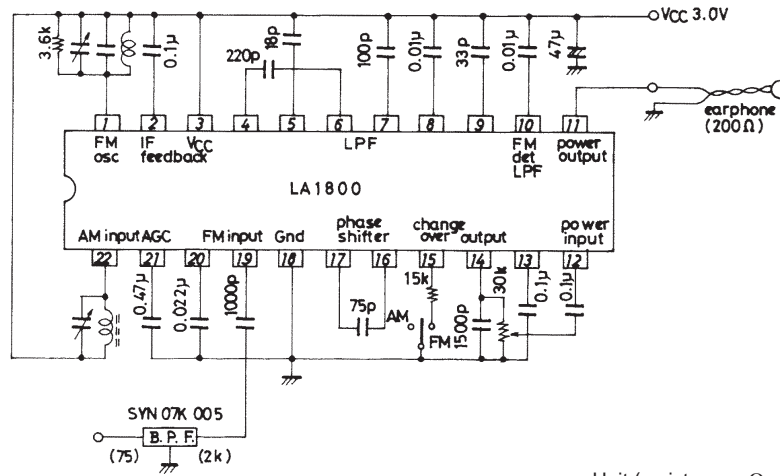 VCC 3.0V
3.6k
0.1μ
18p
220p
100p
0.01μ
33p
0.01μ
47μ
earphone
(200Ω)
1 2 3 4 5 6 7 8 9 10 11
FM osc
IF feedback
VCC
LPF
FM det LPF
power output
LA1800
AM input
AGC
FM input
Gnd
phase shifter
change over
output
power input
22 21 20 19 18 17 16 15 14 13 12
0.47μ
0.022μ
1000p
75p
15k
AM
FM
1500p
30k
0.1μ
0.1μ
SYN 07K 005
B. P. F.
(75)
(2k)